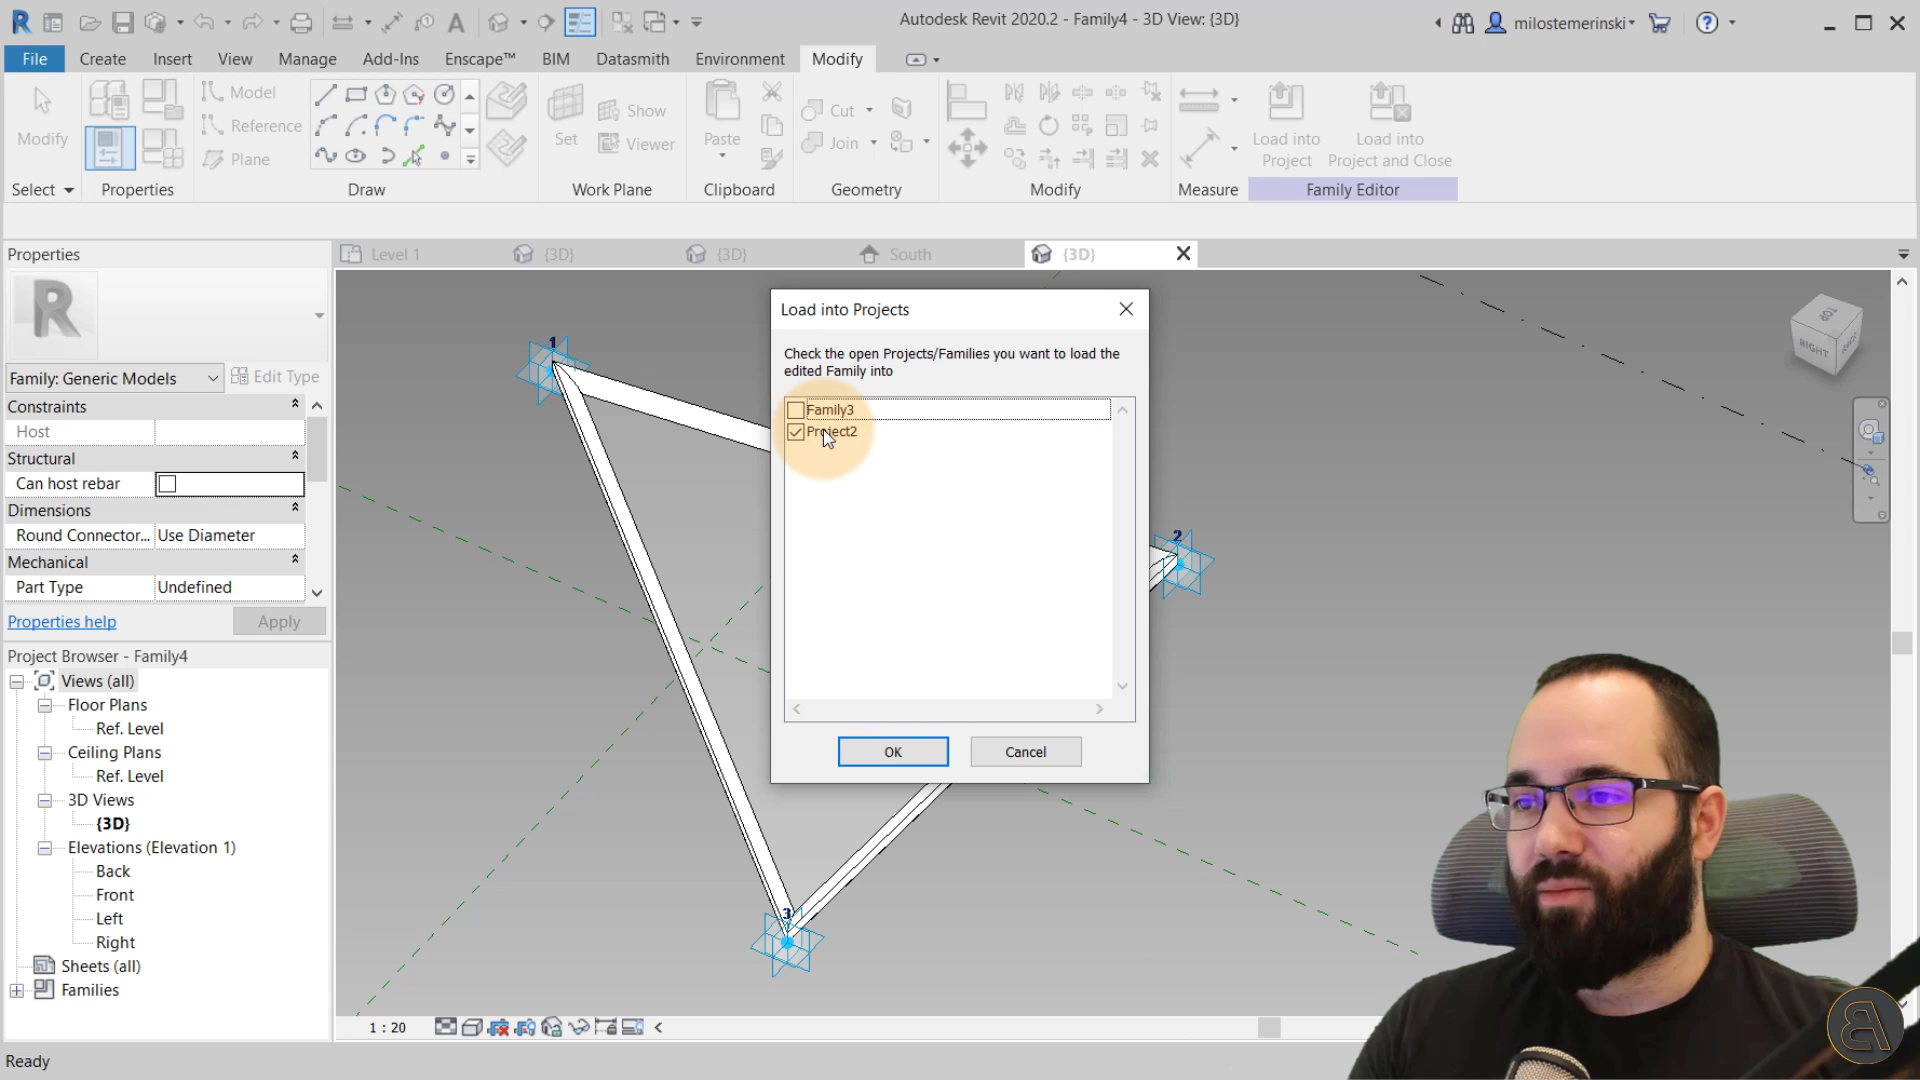 Autodesk Revit 2020.2 - Family4 - 3D View: {3D}
milostemerinski
File Create Insert View Manage Add-Ins Enscape™ BIM Datasmith Environment Modify
Modify
Model
Reference
Plane
Set
Show
Viewer
Paste
Cut
Join
Load into Project
Load into Project and Close
Select Properties Draw Work Plane Clipboard Geometry Modify Measure Family Editor
Properties
Level 1 {3D} {3D} South {3D}
Family: Generic Models Edit Type
Constraints
Host
Structural
Can host rebar
Dimensions
Round Connector... Use Diameter
Mechanical
Part Type Undefined
Properties help Apply
Project Browser - Family4
Views (all)
Floor Plans
Ref. Level
Ceiling Plans
Ref. Level
3D Views
{3D}
Elevations (Elevation 1)
Back
Front
Left
Right
Sheets (all)
Families
Load into Projects
Check the open Projects/Families you want to load the
edited Family into
Family3
Project2
OK Cancel
1
2
3
TOP
RIGHT
1 : 20
Ready